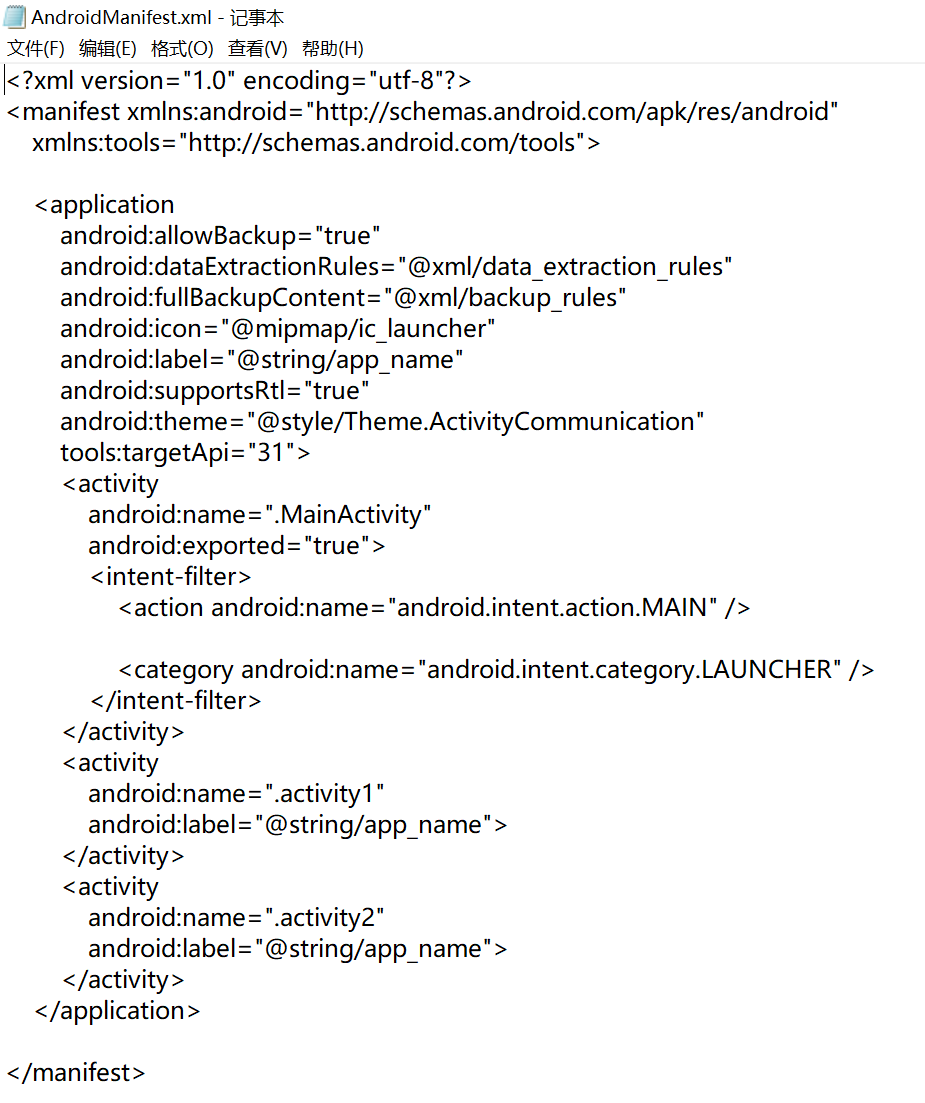 AndroidManifest.xml - 记事本
文件(F) 编辑(E) 格式(O) 查看(V) 帮助(H)
<?xml version="1.0" encoding="utf-8"?>
<manifest xmlns:android="http://schemas.android.com/apk/res/android"
    xmlns:tools="http://schemas.android.com/tools">

    <application
        android:allowBackup="true"
        android:dataExtractionRules="@xml/data_extraction_rules"
        android:fullBackupContent="@xml/backup_rules"
        android:icon="@mipmap/ic_launcher"
        android:label="@string/app_name"
        android:supportsRtl="true"
        android:theme="@style/Theme.ActivityCommunication"
        tools:targetApi="31">
        <activity
            android:name=".MainActivity"
            android:exported="true">
            <intent-filter>
                <action android:name="android.intent.action.MAIN" />

                <category android:name="android.intent.category.LAUNCHER" />
            </intent-filter>
        </activity>
        <activity
            android:name=".activity1"
            android:label="@string/app_name">
        </activity>
        <activity
            android:name=".activity2"
            android:label="@string/app_name">
        </activity>
    </application>

</manifest>